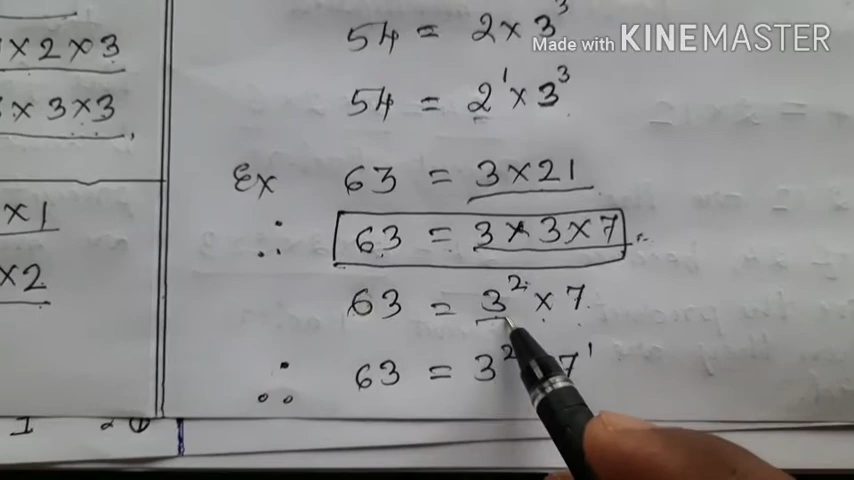 54 = 2 × 3³
Made with KINEMASTER
× 2 × 3
54 = 2¹ × 3³
× 3 × 3
Ex 63 = 3 × 21
× 1
∴ 63 = 3 × 3 × 7
× 2
63 = 3² × 7
∴ 63 = 3² 7¹